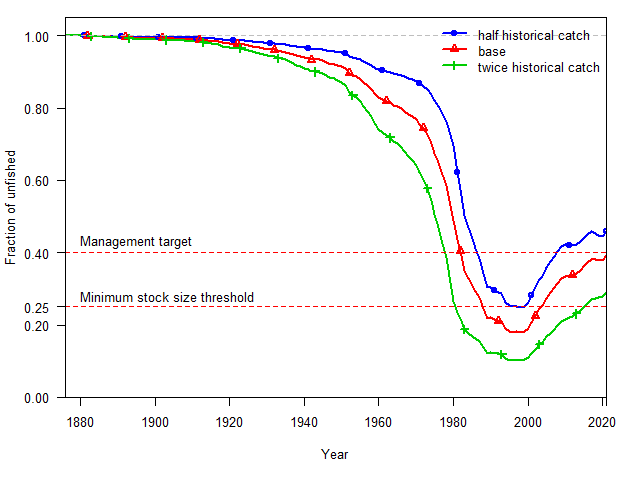 1.00
0.80
0.60
0.40
0.25
0.20
0.00
Fraction of unfished
half historical catch
base
twice historical catch
Management target
Minimum stock size threshold
1880 1900 1920 1940 1960 1980 2000 2020
Year